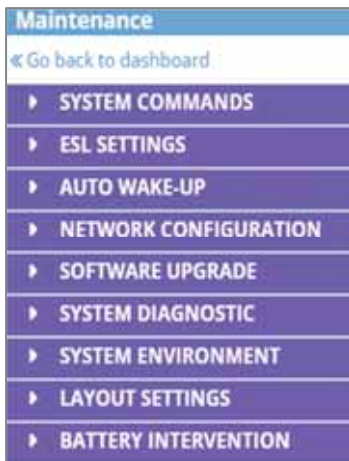 Maintenance
« Go back to dashboard
SYSTEM COMMANDS
ESL SETTINGS
AUTO WAKE-UP
NETWORK CONFIGURATION
SOFTWARE UPGRADE
SYSTEM DIAGNOSTIC
SYSTEM ENVIRONMENT
LAYOUT SETTINGS
BATTERY INTERVENTION